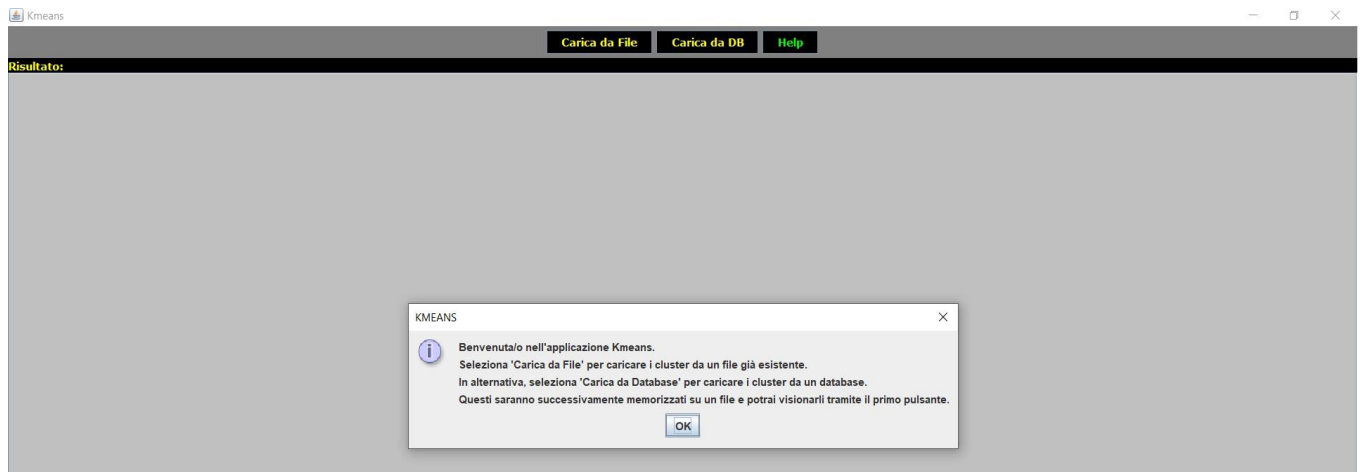 Kmeans
Carica da File Carica da DB Help
Risultato:
KMEANS
Benvenuta/o nell'applicazione Kmeans.
Seleziona 'Carica da File' per caricare i cluster da un file già esistente.
In alternativa, seleziona 'Carica da Database' per caricare i cluster da un database.
Questi saranno successivamente memorizzati su un file e potrai visionarli tramite il primo pulsante.
OK